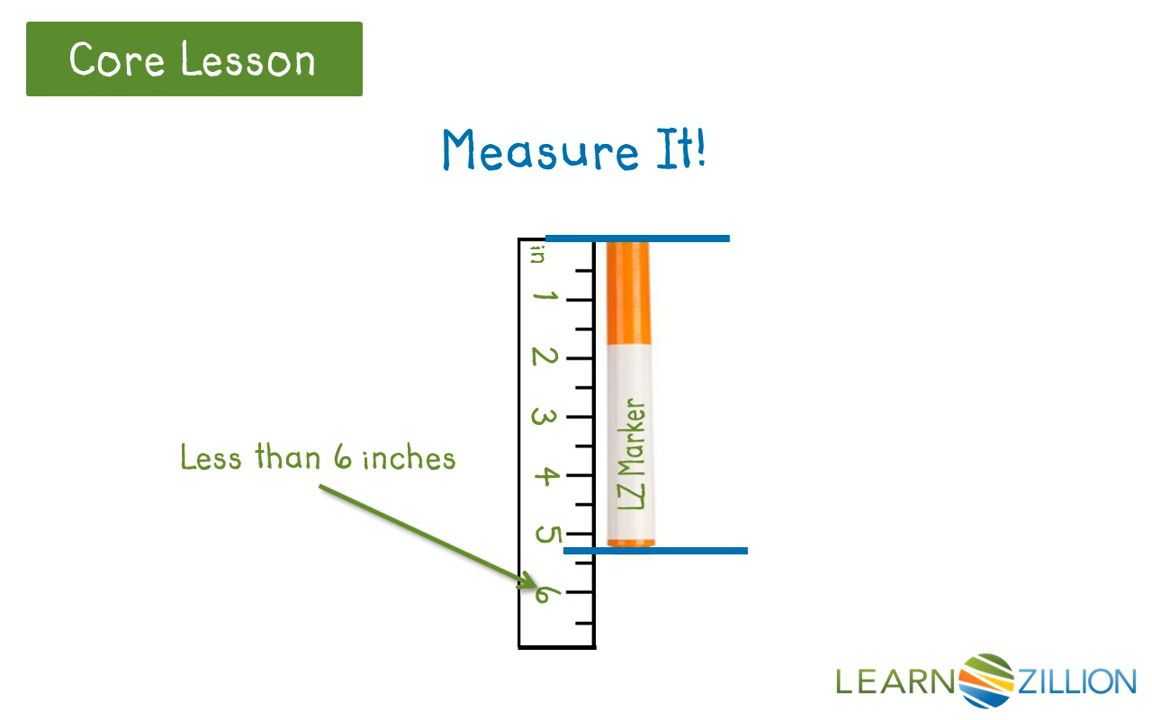 Core Lesson
Measure It!
in
1
2
3
4
5
6
LZ Marker
Less than 6 inches
LEARNZILLION